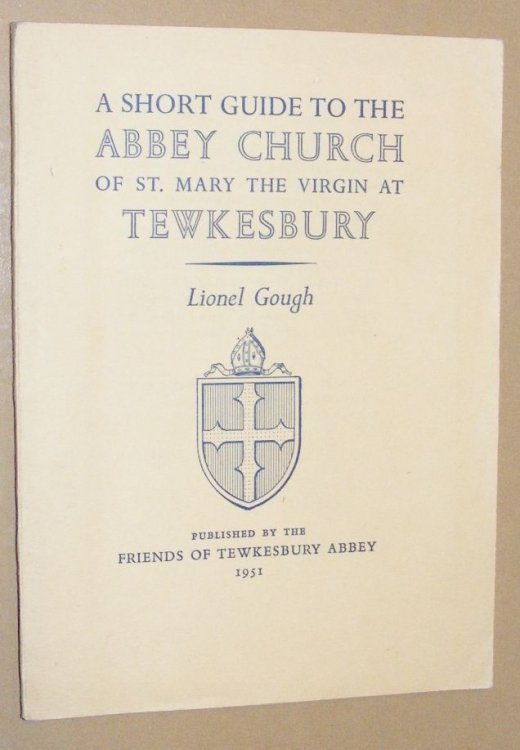 A SHORT GUIDE TO THE
ABBEY CHURCH
OF ST. MARY THE VIRGIN AT
TEWKESBURY
Lionel Gough
PUBLISHED BY THE
FRIENDS OF TEWKESBURY ABBEY
1951